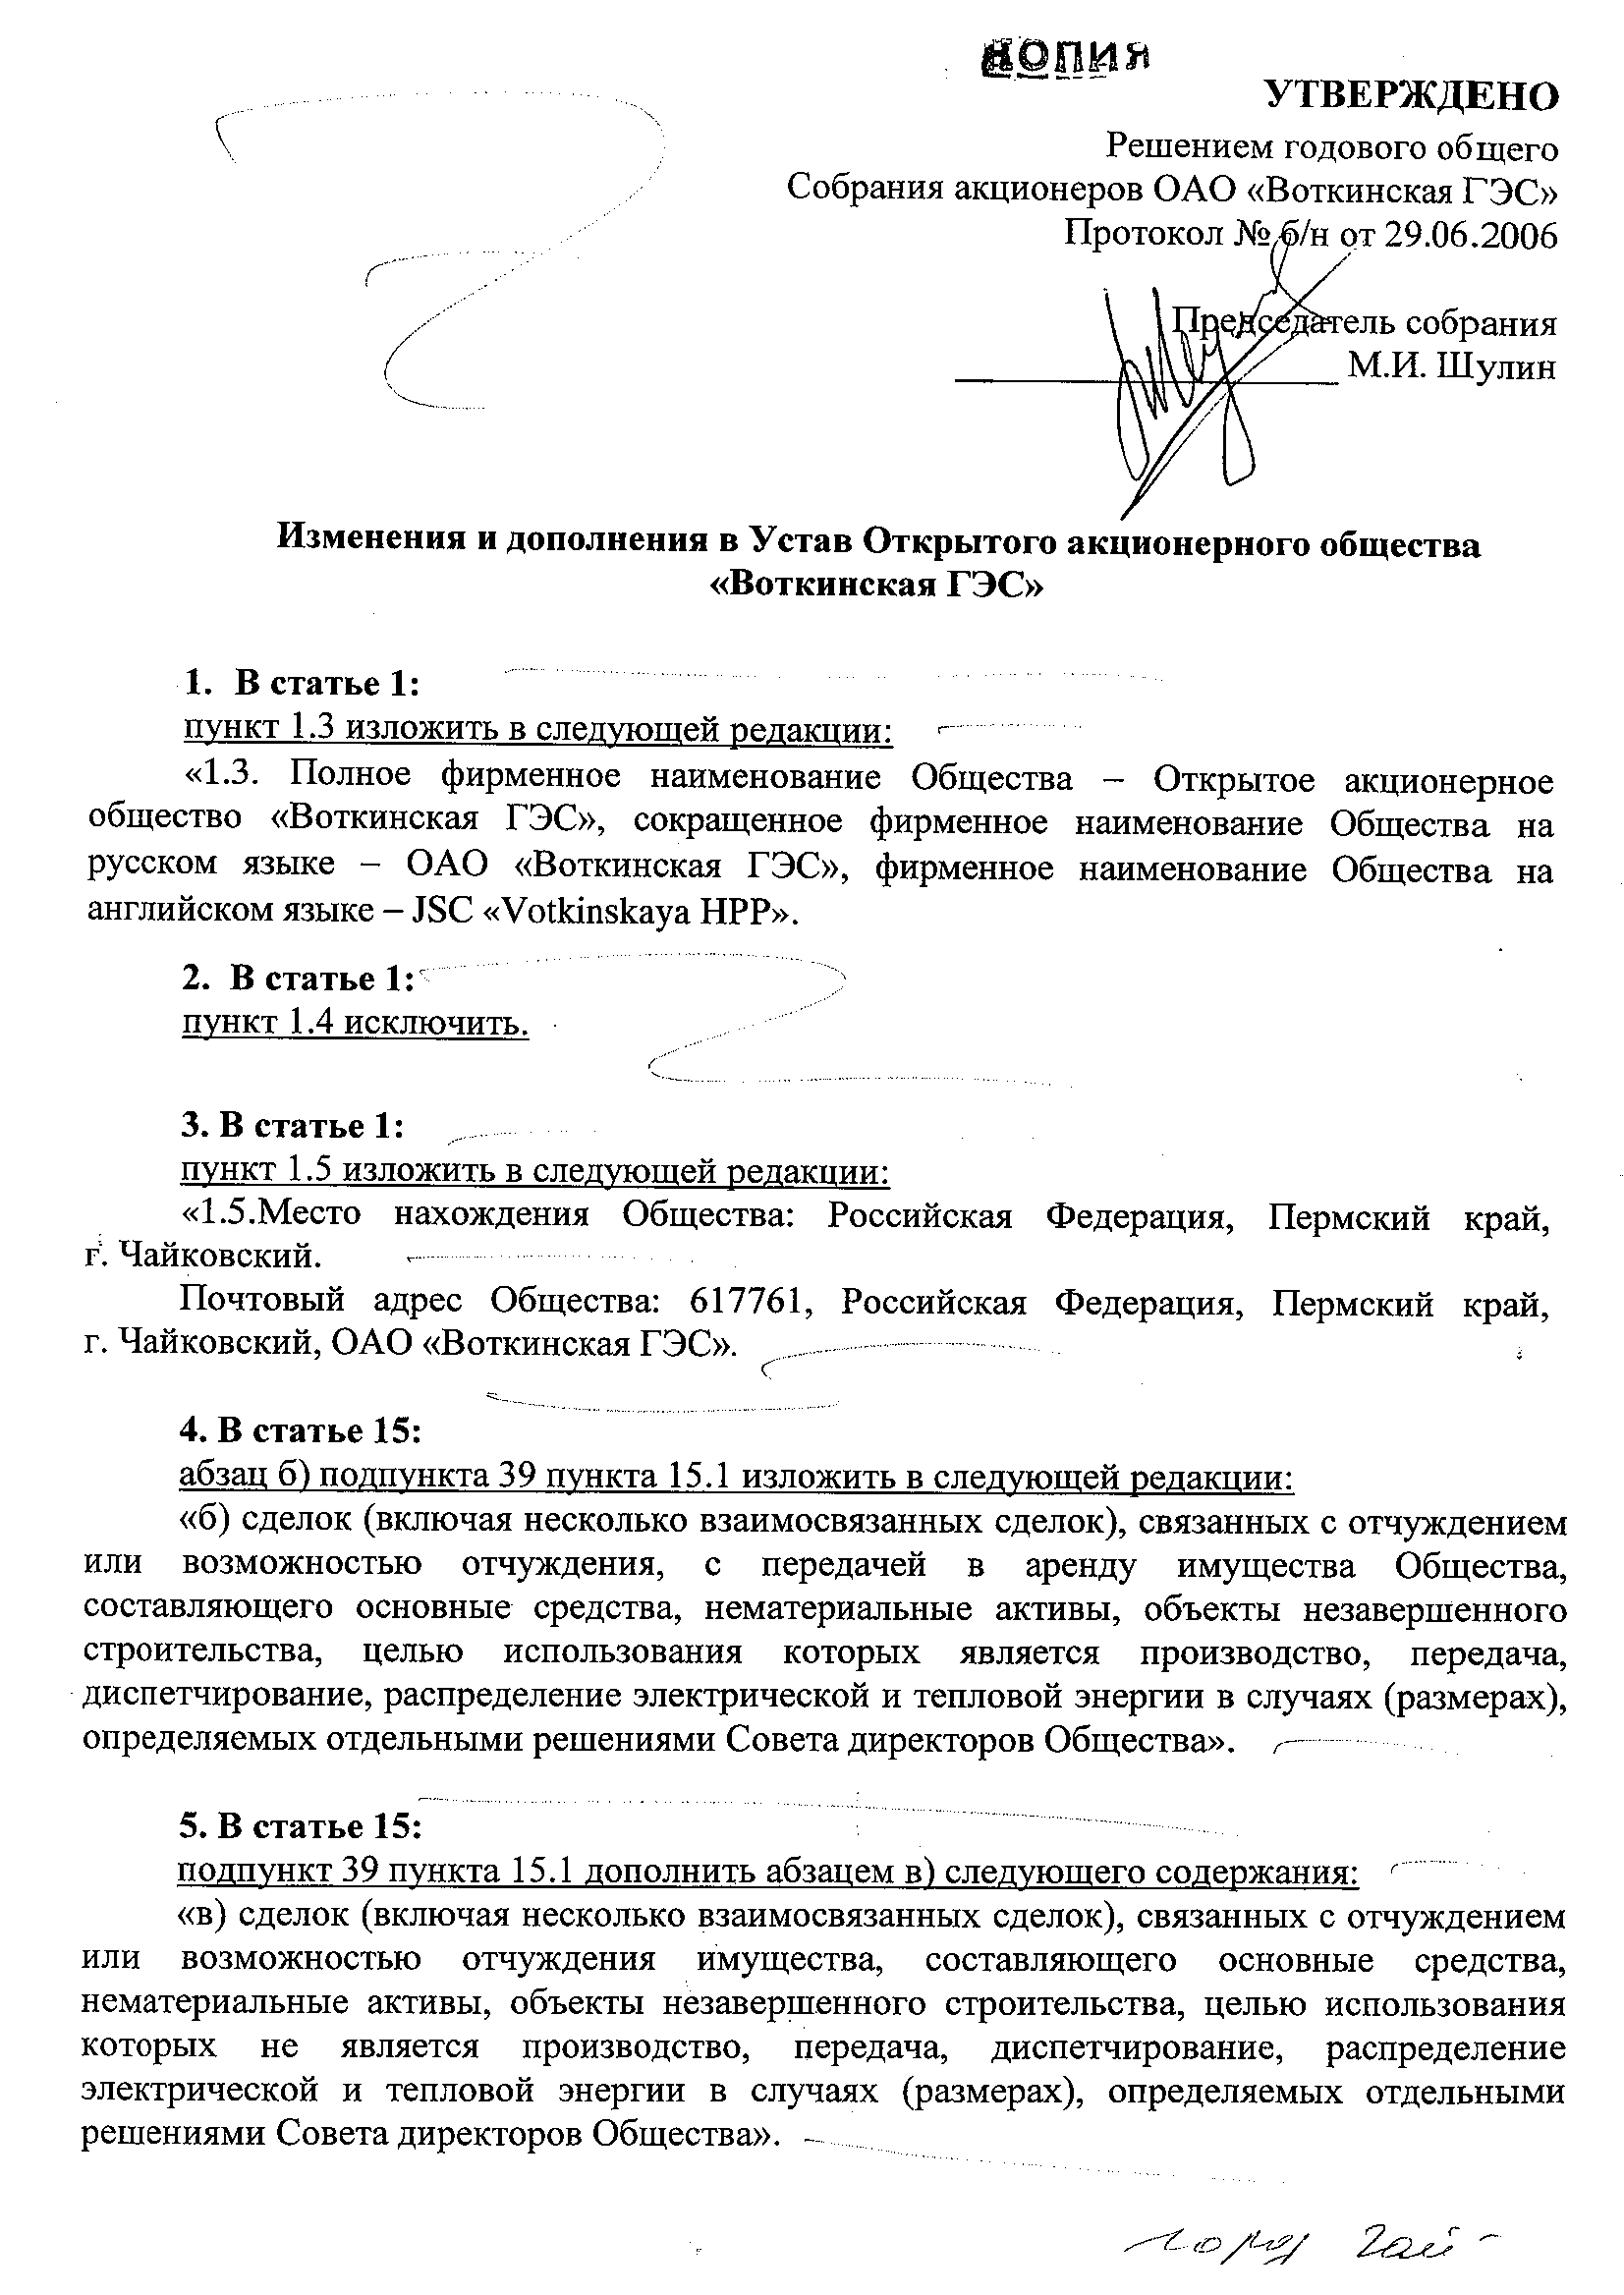 КОПИЯ
УТВЕРЖДЕНО
Решением годового общего
Собрания акционеров ОАО «Воткинская ГЭС»
Протокол № б/н от 29.06.2006
Председатель собрания
М.И. Шулин
Изменения и дополнения в Устав Открытого акционерного общества
«Воткинская ГЭС»
1. В статье 1:
пункт 1.3 изложить в следующей редакции:
«1.3. Полное фирменное наименование Общества – Открытое акционерное
общество «Воткинская ГЭС», сокращенное фирменное наименование Общества на
русском языке – ОАО «Воткинская ГЭС», фирменное наименование Общества на
английском языке – JSC «Votkinskaya HPP».
2. В статье 1:
пункт 1.4 исключить.
3. В статье 1:
пункт 1.5 изложить в следующей редакции:
«1.5.Место нахождения Общества: Российская Федерация, Пермский край,
г. Чайковский.
Почтовый адрес Общества: 617761, Российская Федерация, Пермский край,
г. Чайковский, ОАО «Воткинская ГЭС».
4. В статье 15:
абзац б) подпункта 39 пункта 15.1 изложить в следующей редакции:
«б) сделок (включая несколько взаимосвязанных сделок), связанных с отчуждением
или возможностью отчуждения, с передачей в аренду имущества Общества,
составляющего основные средства, нематериальные активы, объекты незавершенного
строительства, целью использования которых является производство, передача,
диспетчирование, распределение электрической и тепловой энергии в случаях (размерах),
определяемых отдельными решениями Совета директоров Общества».
5. В статье 15:
подпункт 39 пункта 15.1 дополнить абзацем в) следующего содержания:
«в) сделок (включая несколько взаимосвязанных сделок), связанных с отчуждением
или возможностью отчуждения имущества, составляющего основные средства,
нематериальные активы, объекты незавершенного строительства, целью использования
которых не является производство, передача, диспетчирование, распределение
электрической и тепловой энергии в случаях (размерах), определяемых отдельными
решениями Совета директоров Общества».
город Чай-